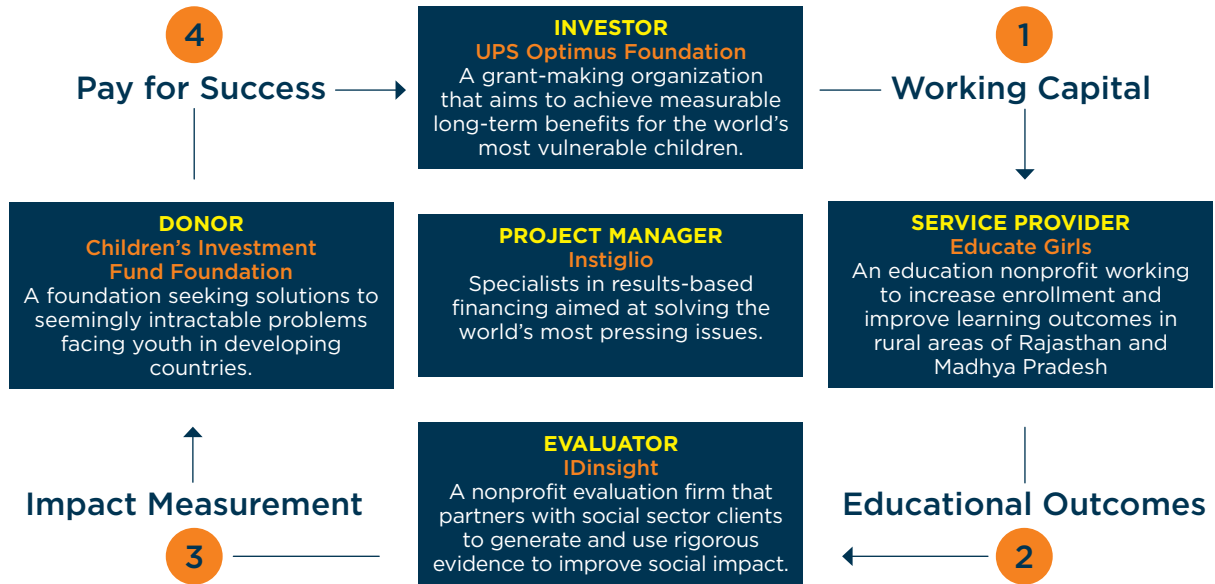 4
Pay for Success
INVESTOR
UPS Optimus Foundation
A grant-making organization
that aims to achieve measurable
long-term benefits for the world's
most vulnerable children.
1
Working Capital
DONOR
Children's Investment
Fund Foundation
A foundation seeking solutions to
seemingly intractable problems
facing youth in developing
countries.
PROJECT MANAGER
Instiglio
Specialists in results-based
financing aimed at solving the
world's most pressing issues.
SERVICE PROVIDER
Educate Girls
An education nonprofit working
to increase enrollment and
improve learning outcomes in
rural areas of Rajasthan and
Madhya Pradesh
Impact Measurement
3
EVALUATOR
IDinsight
A nonprofit evaluation firm that
partners with social sector clients
to generate and use rigorous
evidence to improve social impact.
Educational Outcomes
2